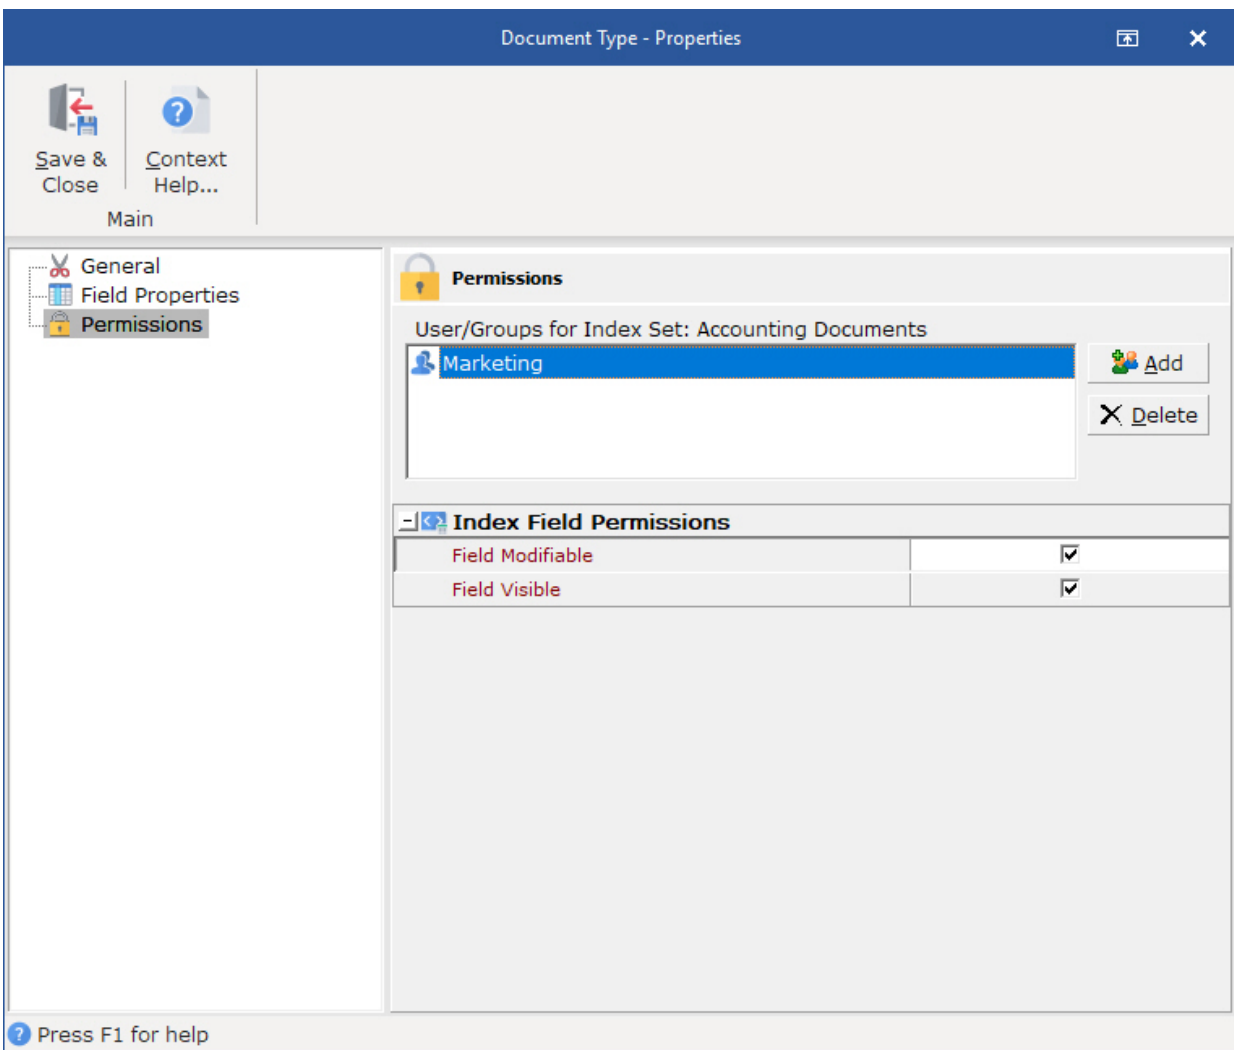 Document Type - Properties
Save & Close
Context Help...
Main
General
Field Properties
Permissions
Permissions
User/Groups for Index Set: Accounting Documents
Marketing
Add
Delete
Index Field Permissions
Field Modifiable
Field Visible
Press F1 for help